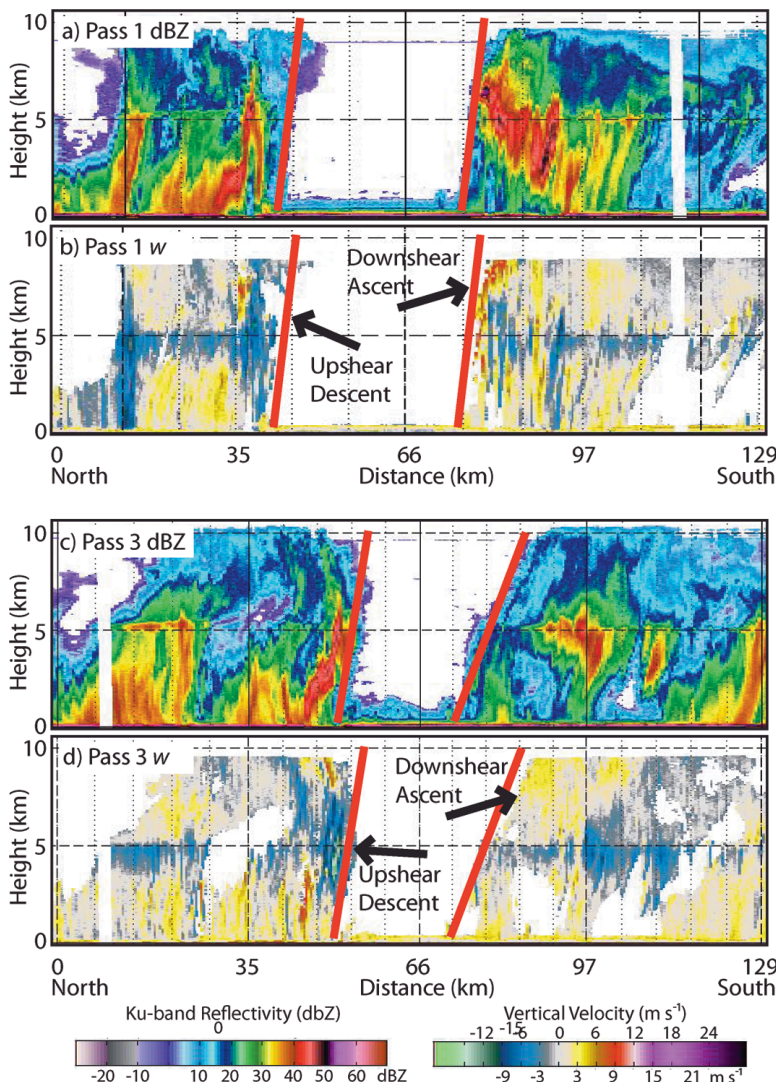 a) Pass 1 dBZ
10
5
0
Height (km)
b) Pass 1 w
10
5
0
Height (km)
Downshear
Ascent
Upshear
Descent
0 35 66 97 129
North Distance (km) South
c) Pass 3 dBZ
10
5
0
Height (km)
d) Pass 3 w
10
5
0
Height (km)
Downshear
Ascent
Upshear
Descent
0 35 66 97 129
North Distance (km) South
Ku-band Reflectivity (dbZ)
0
-20 10 20 30 40 50 60 dBZ
Vertical Velocity (m s⁻¹)
-12 -1.5 0 6 12 18 24
-9 -3 3 9 15 21 m s⁻¹